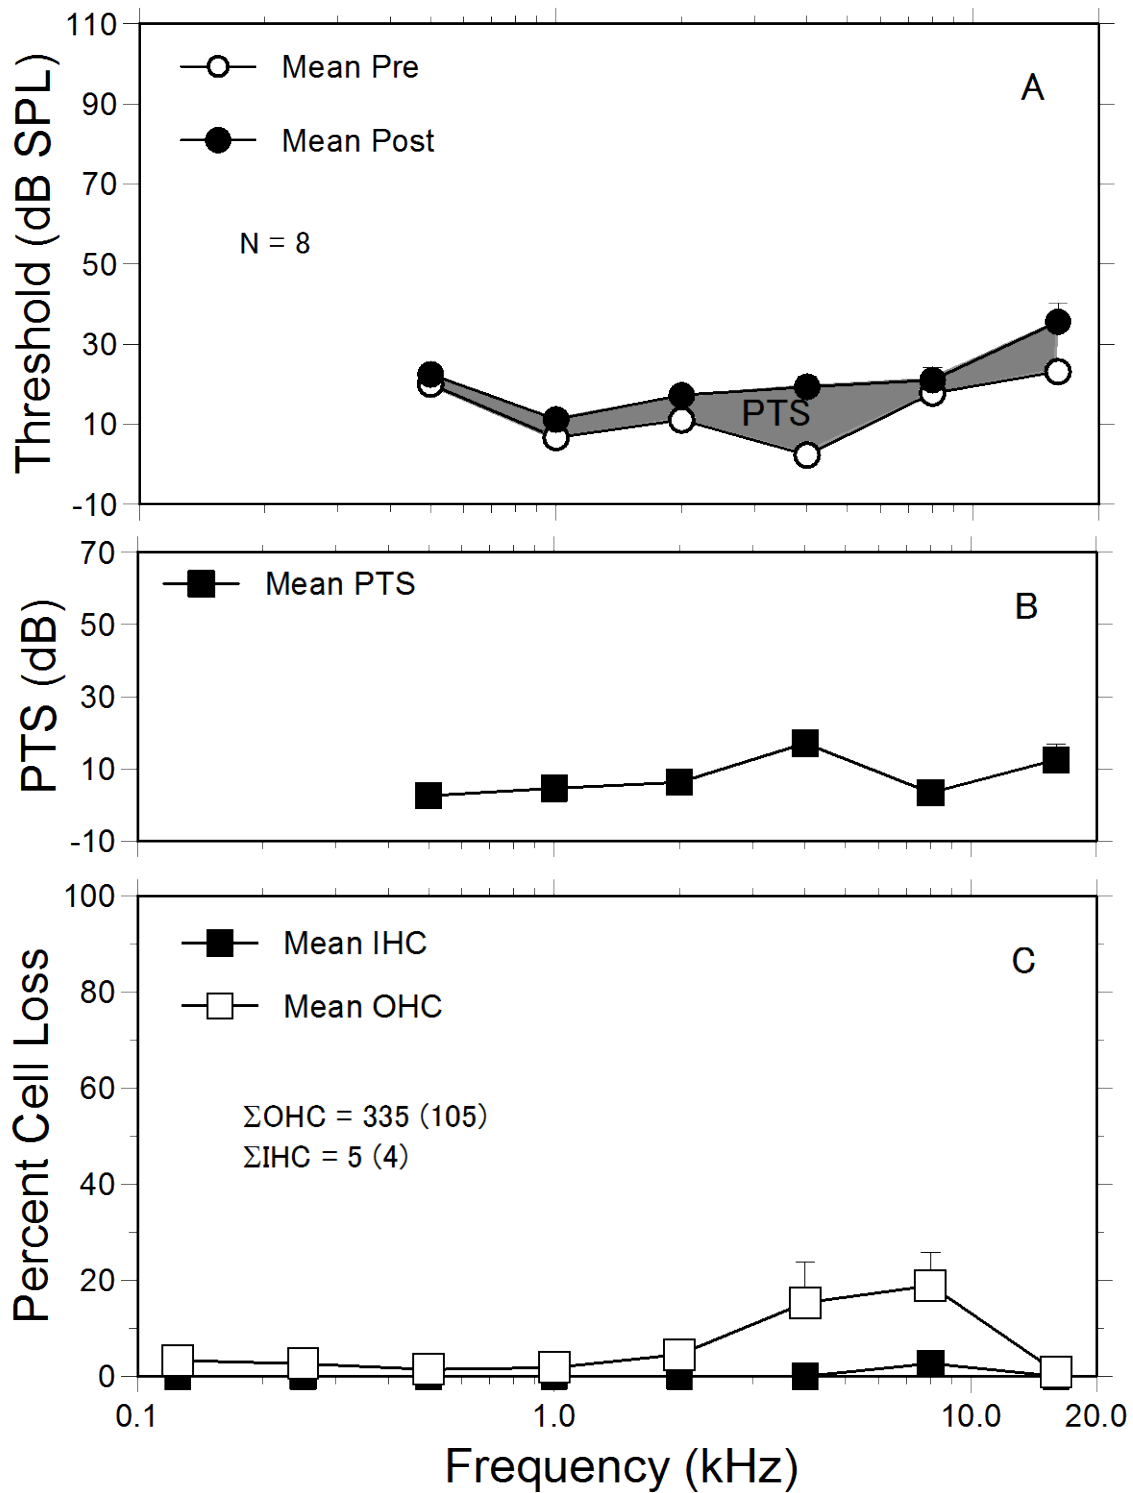 110
90
70
50
30
10
-10
Threshold (dB SPL)
Mean Pre
Mean Post
N = 8
A
PTS
70
50
30
10
-10
PTS (dB)
Mean PTS
B
100
80
60
40
20
0
Percent Cell Loss
Mean IHC
Mean OHC
C
ΣOHC = 335 (105)
ΣIHC = 5 (4)
0.1 1.0 10.0 20.0
Frequency (kHz)